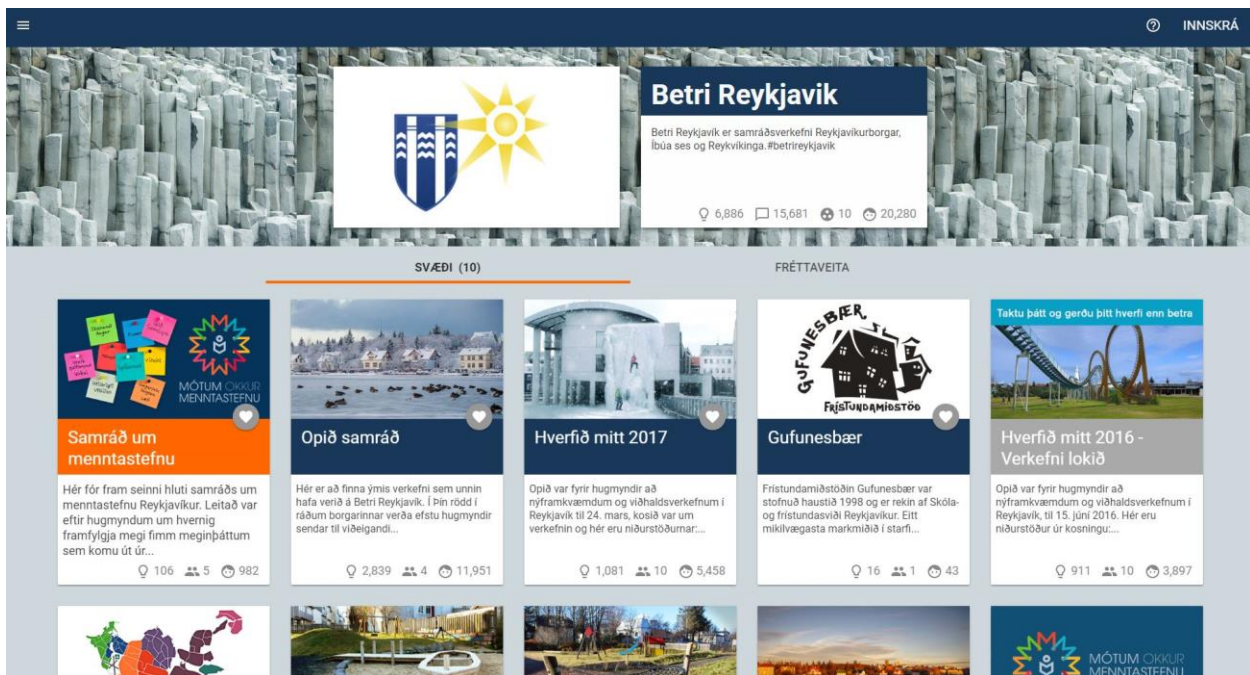 INNSKRÁ
Betri Reykjavik
Betri Reykjavík er samráðsverkefni Reykjavíkurborgar,
Íbúa ses og Reykvíkinga.#betrireykjavik
6,886 15,681 10 20,280
SVÆÐI (10)
FRÉTTAVEITA
MÓTUM OKKUR
MENNTASTEFNU
Samráð um
menntastefnu
Hér fór fram seinni hluti samráðs um
menntastefnu Reykjavíkur. Leitað var
eftir hugmyndum um hvernig
framfylgja megi fimm meginþáttum
sem komu út úr...
106 5 982
Opið samráð
Hér er að finna ýmis verkefni sem unnin
hafa verið á Betri Reykjavík. Í Þín rödd í
ráðum borgarinnar verða efstu hugmyndir
sendar til viðeigandi...
2,839 4 11,951
Hverfið mitt 2017
Opið var fyrir hugmyndir að
nýframkvæmdum og viðhaldsverkefnum í
Reykjavík til 24. mars, kosið var um
verkefnin og hér eru niðurstöðurnar:...
1,081 10 5,458
GUFUNESBÆR
FRÍSTUNDAMIÐSTÖÐ
Gufunesbær
Frístundamiðstöðin Gufunesbær var
stofnuð haustið 1998 og er rekin af Skóla-
og frístundasviði Reykjavíkur. Eitt
mikilvægasta markmiðið í starfi...
16 1 43
Taktu þátt og gerðu þitt hverfi enn betra
Hverfið mitt 2016 -
Verkefni lokið
Opið var fyrir hugmyndir að
nýframkvæmdum og viðhaldsverkefnum í
Reykjavík, til 15. júní 2016. Hér eru
niðurstöður úr kosningu:...
911 10 3,897
MÓTUM OKKUR
MENNTASTEFNU